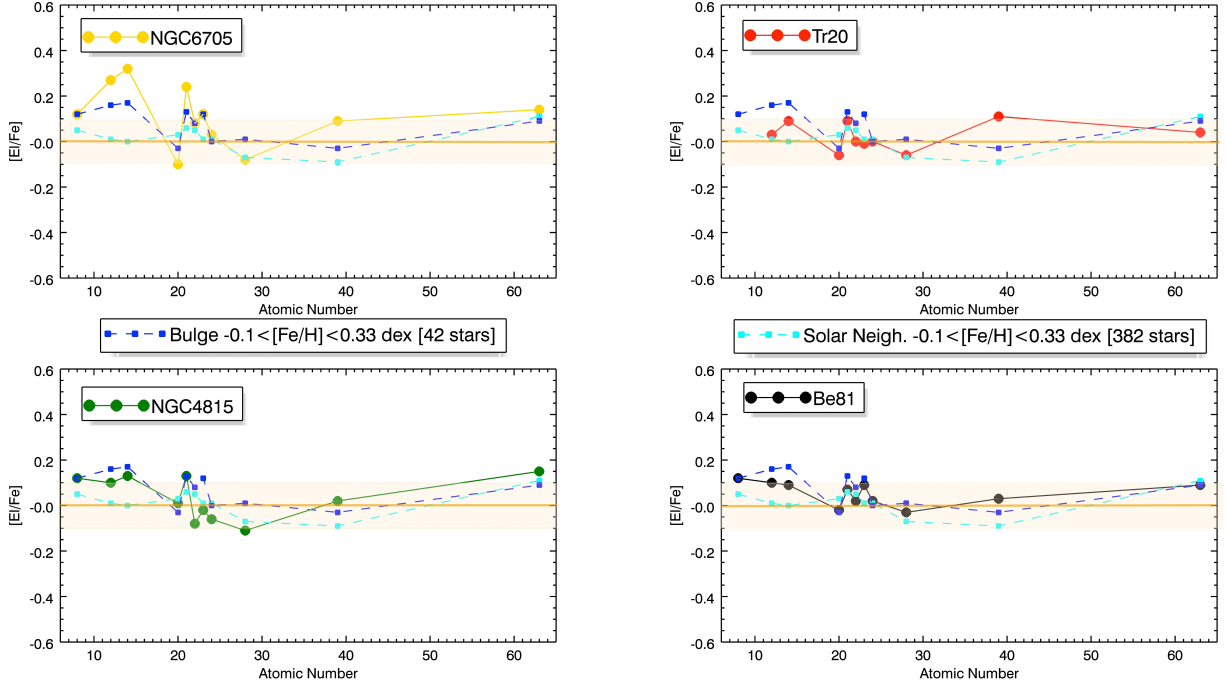 NGC6705
0.6
0.4
0.2
-0.0
-0.2
-0.4
-0.6
[El/Fe]
10 20 30 40 50 60
Atomic Number
Tr20
0.6
0.4
0.2
-0.0
-0.2
-0.4
-0.6
[El/Fe]
10 20 30 40 50 60
Atomic Number
Bulge -0.1<[Fe/H]<0.33 dex [42 stars]
Solar Neigh. -0.1<[Fe/H]<0.33 dex [382 stars]
NGC4815
0.6
0.4
0.2
-0.0
-0.2
-0.4
-0.6
[El/Fe]
10 20 30 40 50 60
Atomic Number
Be81
0.6
0.4
0.2
-0.0
-0.2
-0.4
-0.6
[El/Fe]
10 20 30 40 50 60
Atomic Number